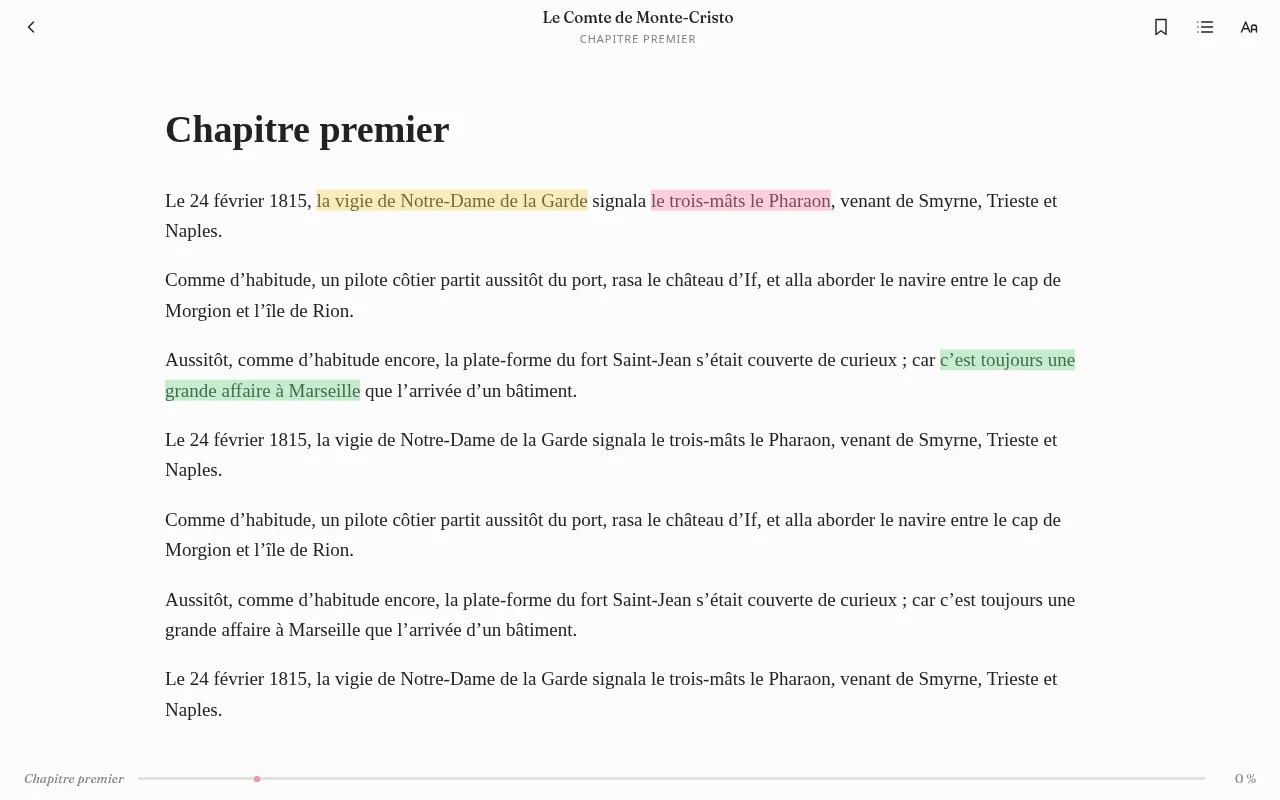 Le Comte de Monte-Cristo
CHAPITRE PREMIER
Chapitre premier
Le 24 février 1815, la vigie de Notre-Dame de la Garde signala le trois-mâts le Pharaon, venant de Smyrne, Trieste et
Naples.
Comme d’habitude, un pilote côtier partit aussitôt du port, rasa le château d’If, et alla aborder le navire entre le cap de
Morgion et l’île de Rion.
Aussitôt, comme d’habitude encore, la plate-forme du fort Saint-Jean s’était couverte de curieux ; car c’est toujours une
grande affaire à Marseille que l’arrivée d’un bâtiment.
Le 24 février 1815, la vigie de Notre-Dame de la Garde signala le trois-mâts le Pharaon, venant de Smyrne, Trieste et
Naples.
Comme d’habitude, un pilote côtier partit aussitôt du port, rasa le château d’If, et alla aborder le navire entre le cap de
Morgion et l’île de Rion.
Aussitôt, comme d’habitude encore, la plate-forme du fort Saint-Jean s’était couverte de curieux ; car c’est toujours une
grande affaire à Marseille que l’arrivée d’un bâtiment.
Le 24 février 1815, la vigie de Notre-Dame de la Garde signala le trois-mâts le Pharaon, venant de Smyrne, Trieste et
Naples.
Chapitre premier
0 %